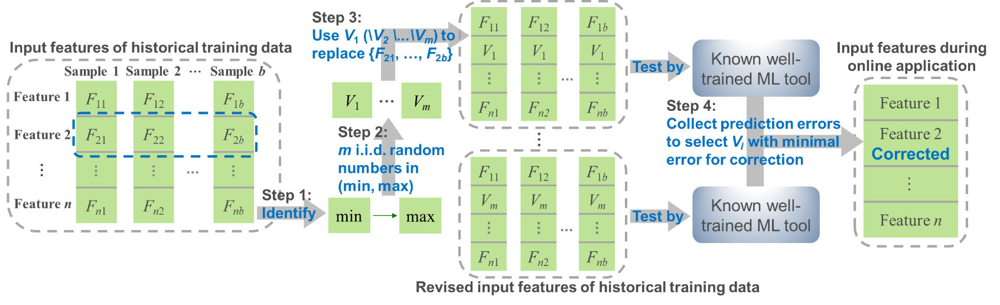 Input features of historical training data
Sample 1 Sample 2 ··· Sample b
Feature 1
F11 F12 F1b
Feature 2
F21 F22 F2b
⋮ ⋮ ⋮ ... ⋮
Feature n
Fn1 Fn2 Fnb
Step 1:
Identify
min
max
Step 2:
m i.i.d. random
numbers in
(min, max)
V1 ··· Vm
Step 3:
Use V1 (\V2 \...\Vm) to
replace {F21, ..., F2b}
F11 F12 F1b
V1 V1 V1
⋮ ⋮ ... ⋮
Fn1 Fn2 Fnb
⋮
F11 F12 F1b
Vm Vm Vm
⋮ ⋮ ... ⋮
Fn1 Fn2 Fnb
Revised input features of historical training data
Test by
Known well-
trained ML tool
Step 4:
Collect prediction errors
to select Vi with minimal
error for correction
Test by
Known well-
trained ML tool
Input features during
online application
Feature 1
Feature 2
Corrected
⋮
Feature n